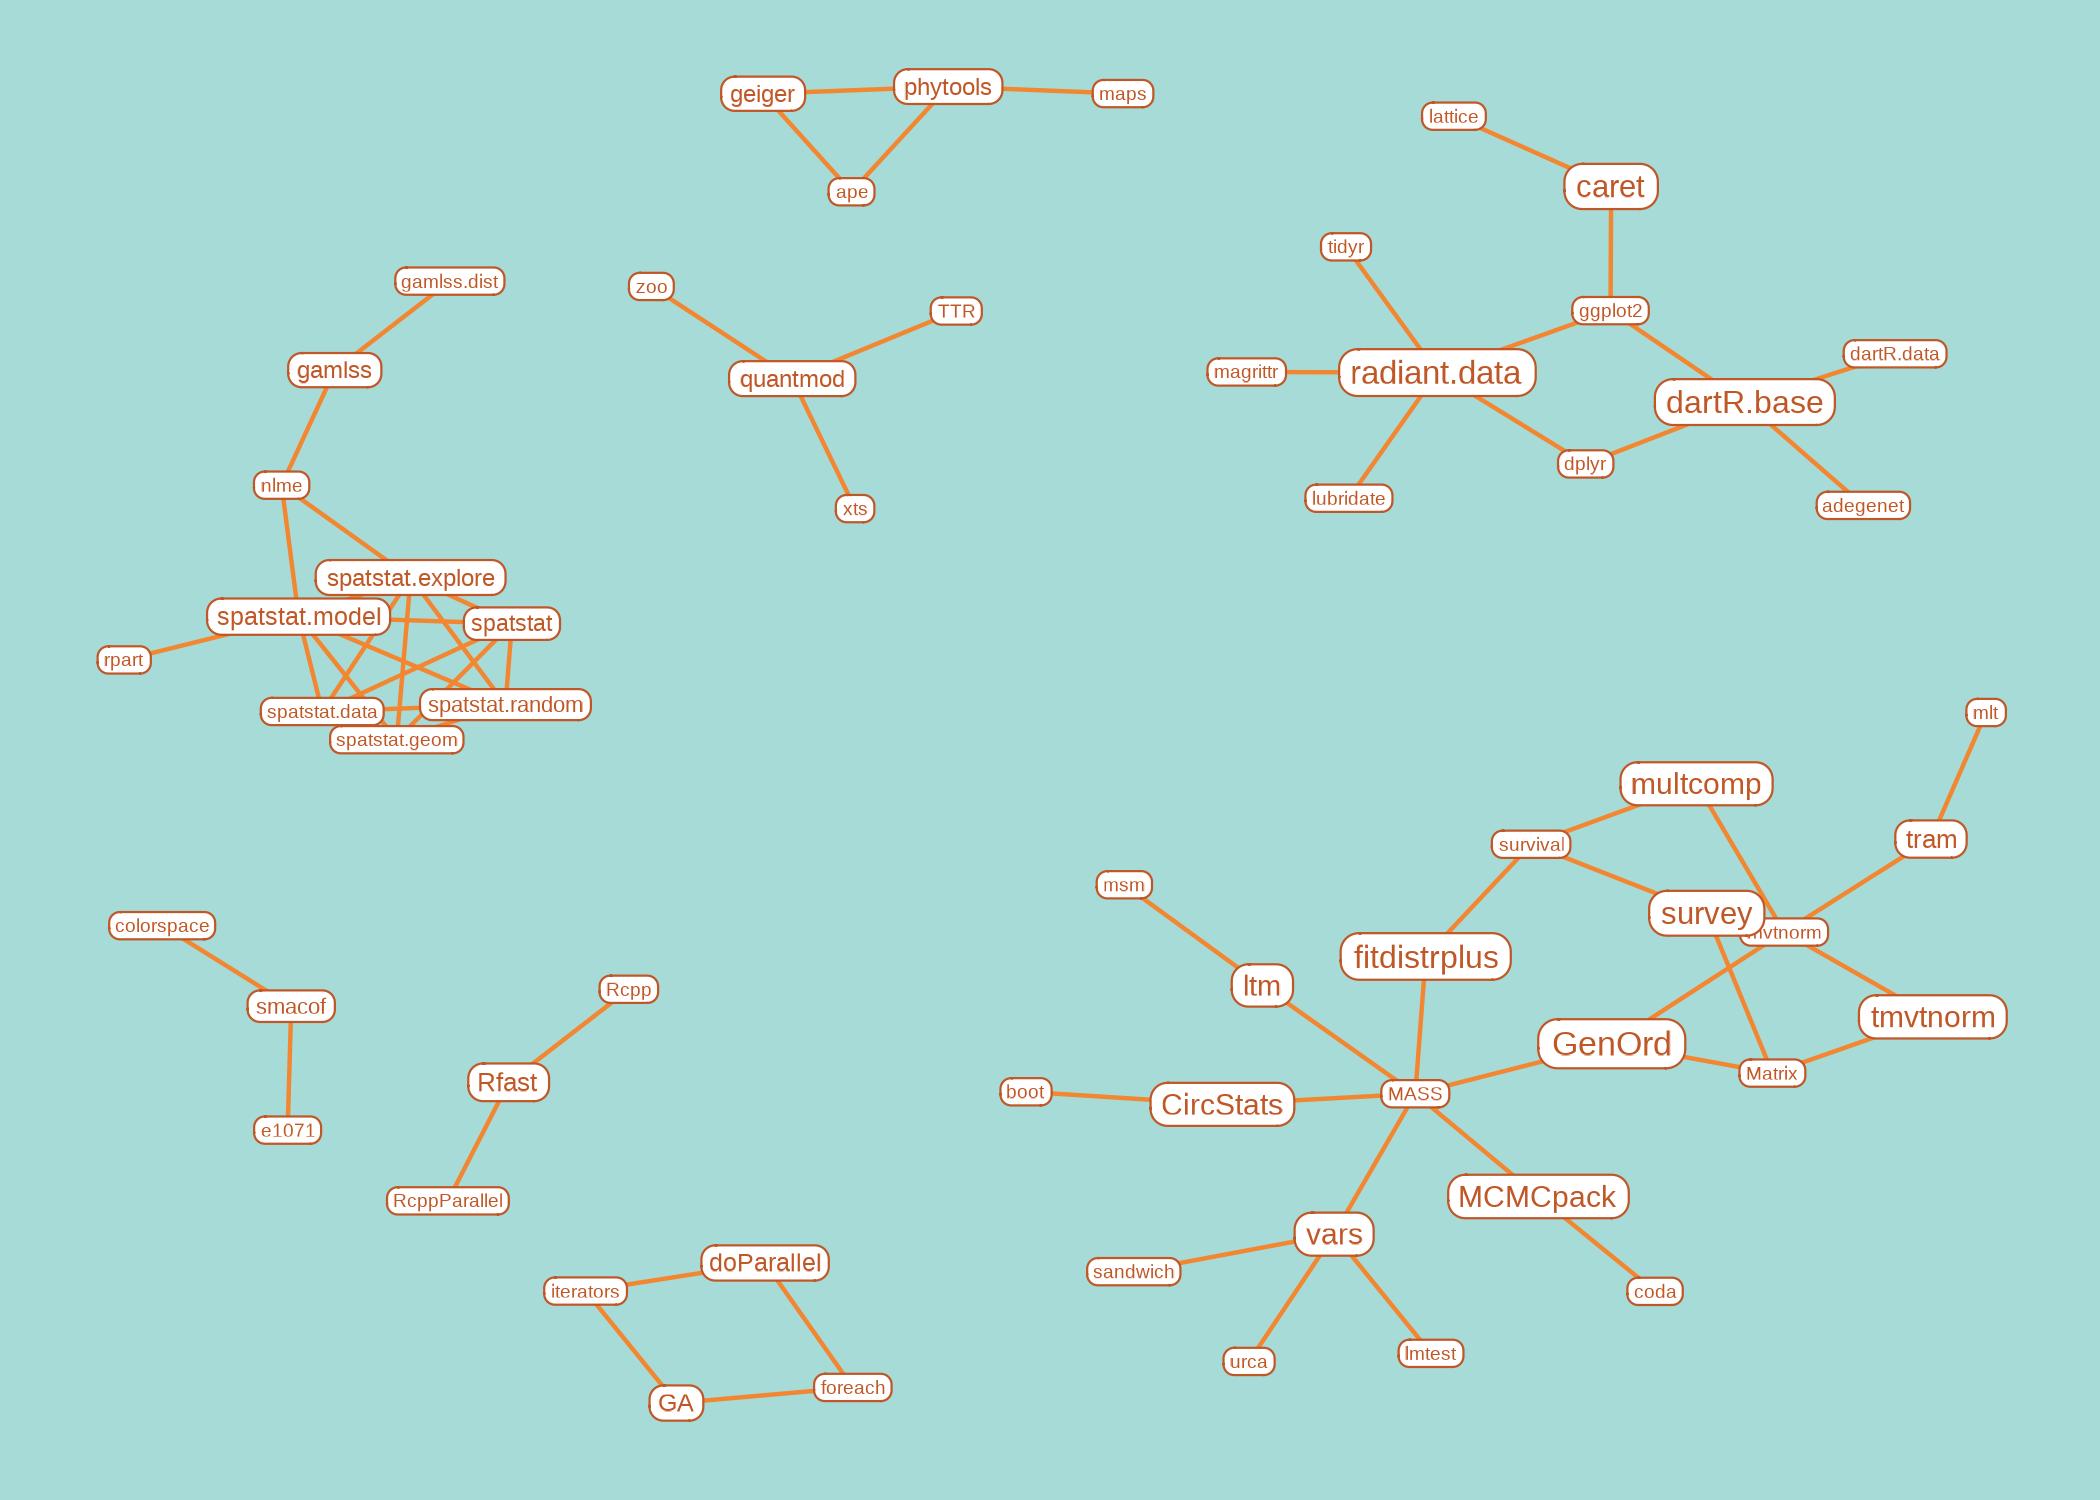 geiger
phytools
maps
ape
lattice
caret
tidyr
gamlss.dist
zoo
TTR
ggplot2
dartR.data
gamlss
quantmod
magrittr
radiant.data
dartR.base
dplyr
nlme
lubridate
adegenet
xts
spatstat.explore
spatstat.model
spatstat
rpart
spatstat.data
spatstat.random
spatstat.geom
mlt
multcomp
survival
tram
msm
survey
mvtnorm
colorspace
fitdistrplus
ltm
Rcpp
smacof
tmvtnorm
GenOrd
Matrix
Rfast
boot
CircStats
MASS
e1071
RcppParallel
MCMCpack
vars
doParallel
sandwich
iterators
coda
urca
lmtest
foreach
GA